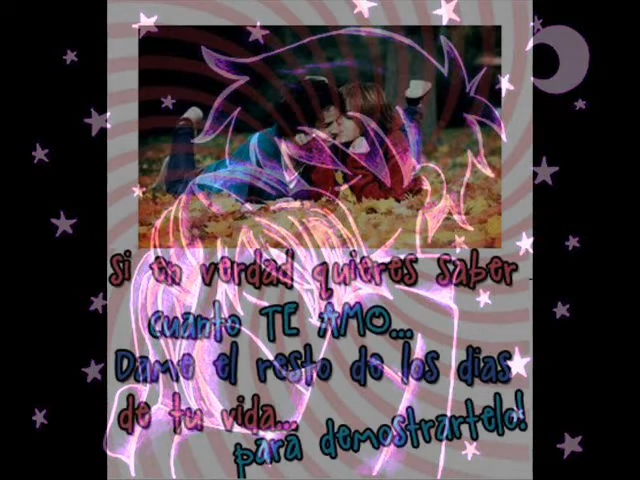 Si en verdad quieres saber
cuanto TE AMO...
Dame el resto de los dias
de tu vida...
para demostrartelo!